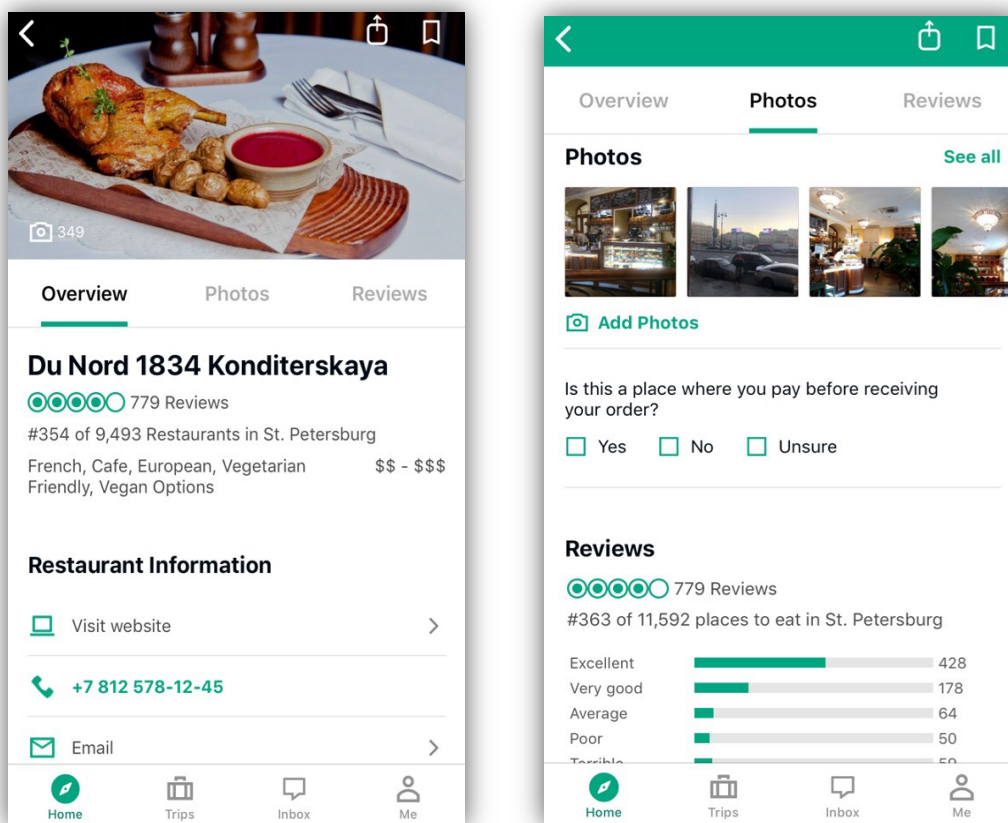 349
Overview Photos Reviews
Du Nord 1834 Konditerskaya
779 Reviews
#354 of 9,493 Restaurants in St. Petersburg
French, Cafe, European, Vegetarian $$ - $$$
Friendly, Vegan Options
Restaurant Information
Visit website
+7 812 578-12-45
Email
Home Trips Inbox Me
Overview Photos Reviews
Photos See all
Add Photos
Is this a place where you pay before receiving
your order?
Yes No Unsure
Reviews
779 Reviews
#363 of 11,592 places to eat in St. Petersburg
Excellent 428
Very good 178
Average 64
Poor 50
Terrible 59
Home Trips Inbox Me